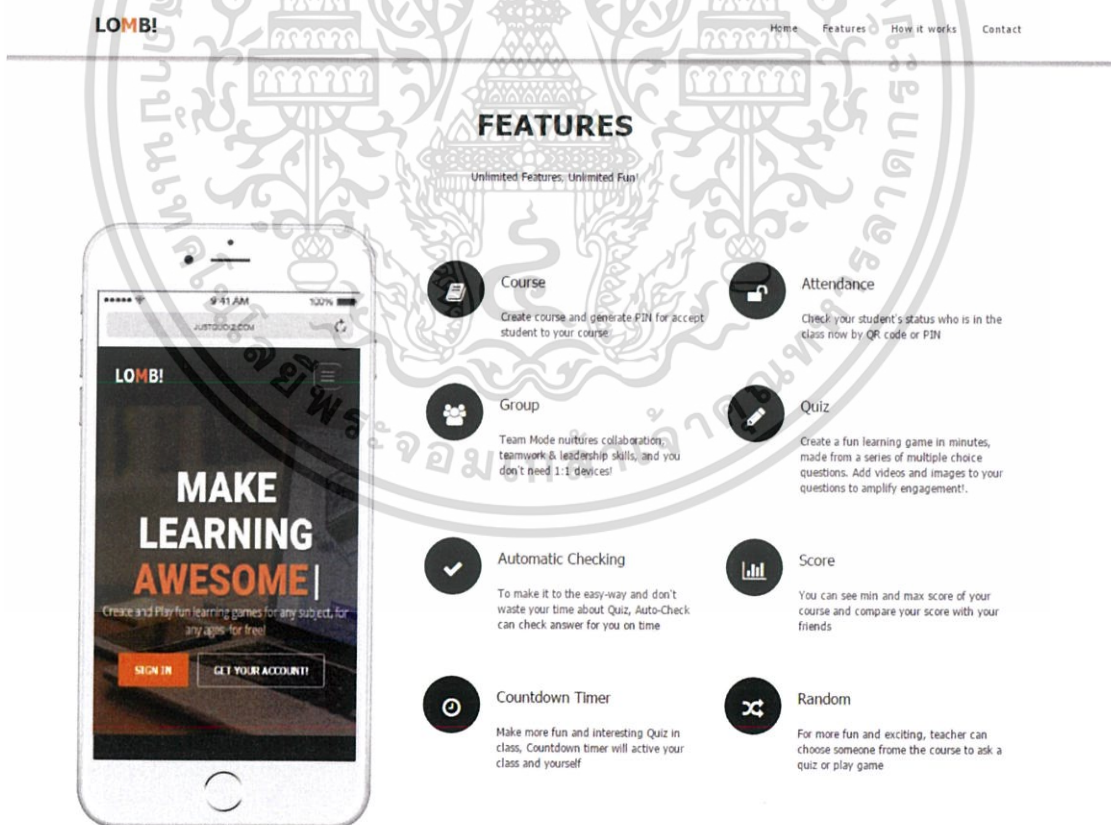 LOMB!
Home Features How it works Contact
FEATURES
Unlimited Features, Unlimited Fun!
9:41 AM 100%
JUSTQUIZ.COM
LOMB!
MAKE
LEARNING
AWESOME
Create and Play fun learning games for any subject, for
any ages -for free!
SIGN IN GET YOUR ACCOUNT!
Course
Create course and generate PIN for accept
student to your course
Attendance
Check your student's status who is in the
class now by QR code or PIN
Group
Team Mode nurtures collaboration,
teamwork & leadership skills, and you
don't need 1:1 devices!
Quiz
Create a fun learning game in minutes,
made from a series of multiple choice
questions. Add videos and images to your
questions to amplify engagement!.
Automatic Checking
To make it to the easy-way and don't
waste your time about Quiz, Auto-Check
can check answer for you on time
Score
You can see min and max score of your
course and compare your score with your
friends
Countdown Timer
Make more fun and interesting Quiz in
class, Countdown timer will active your
class and yourself
Random
For more fun and exciting, teacher can
choose someone frome the course to ask a
quiz or play game